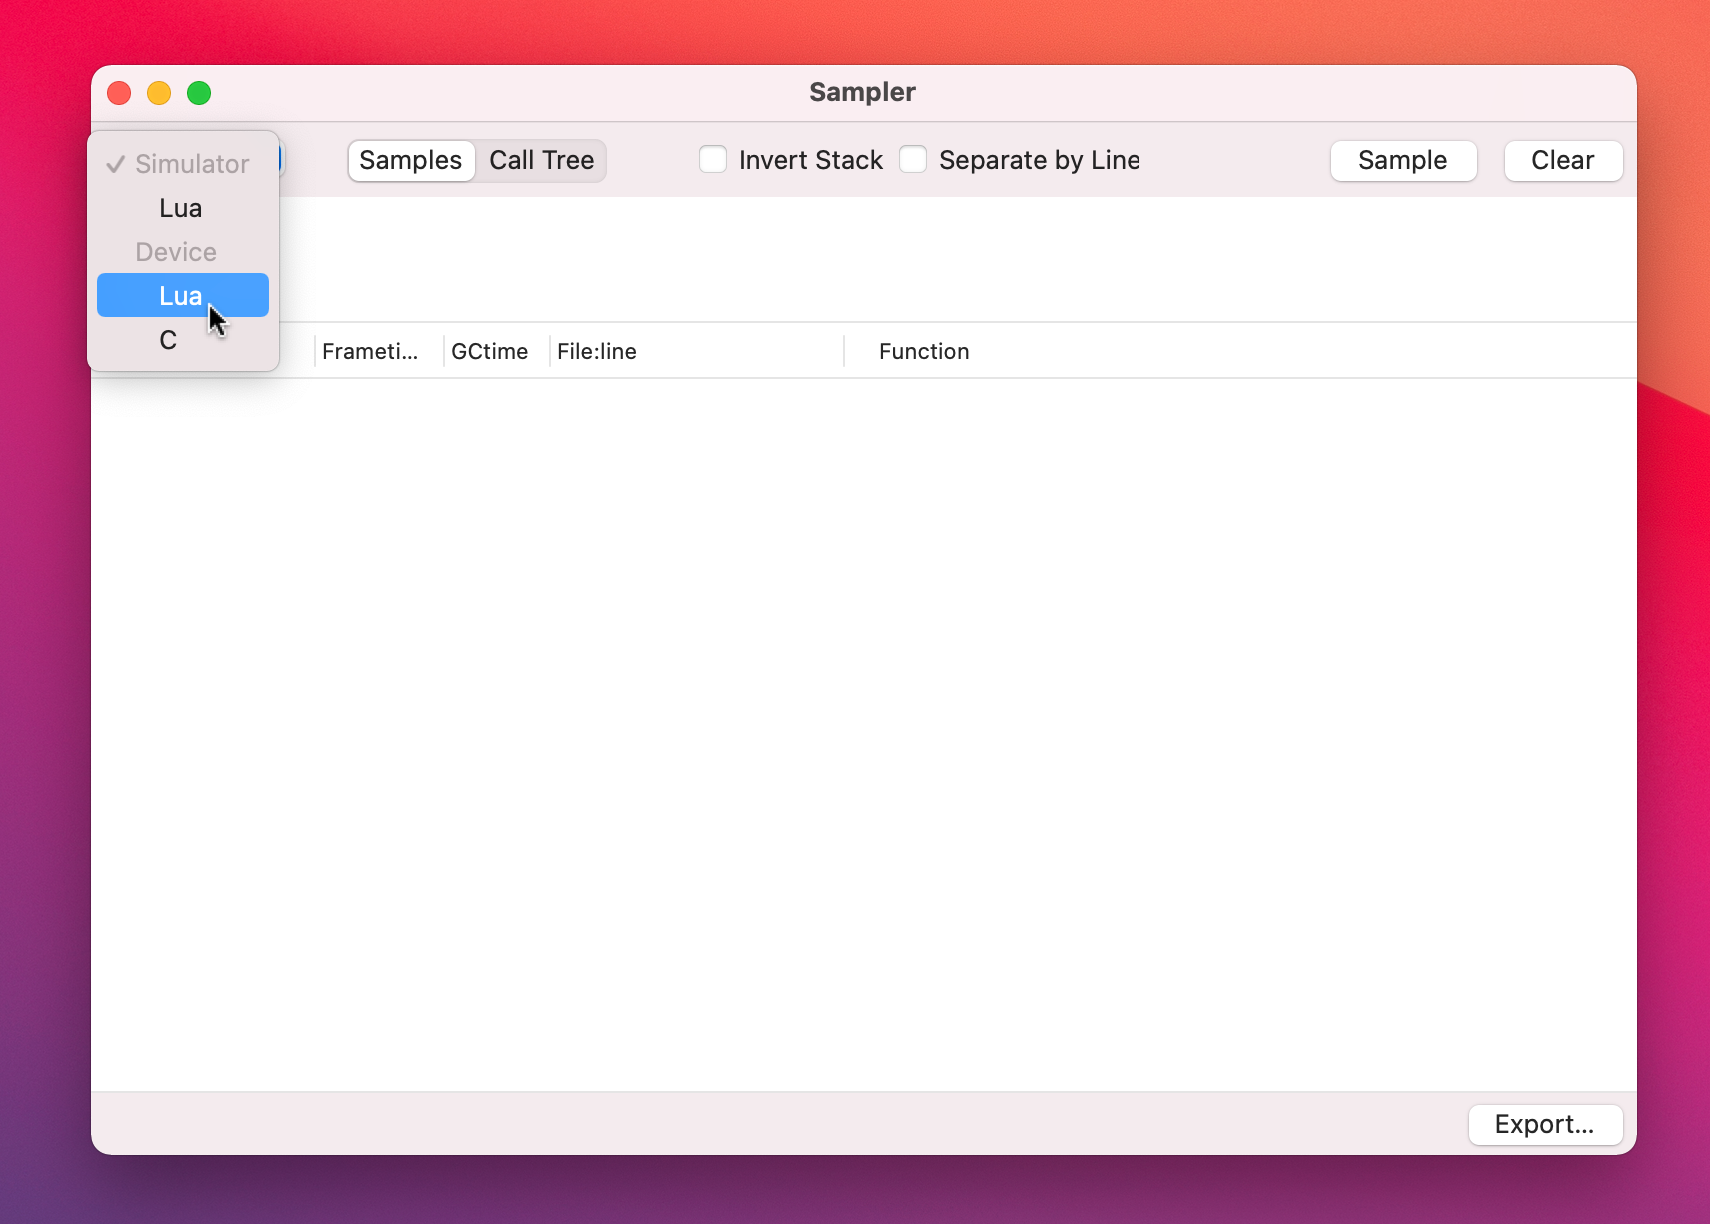 Sampler
✓ Simulator
Lua
Device
Lua
C
Samples Call Tree
Invert Stack Separate by Line
Sample Clear
Frameti... GCtime File:line Function
Export...